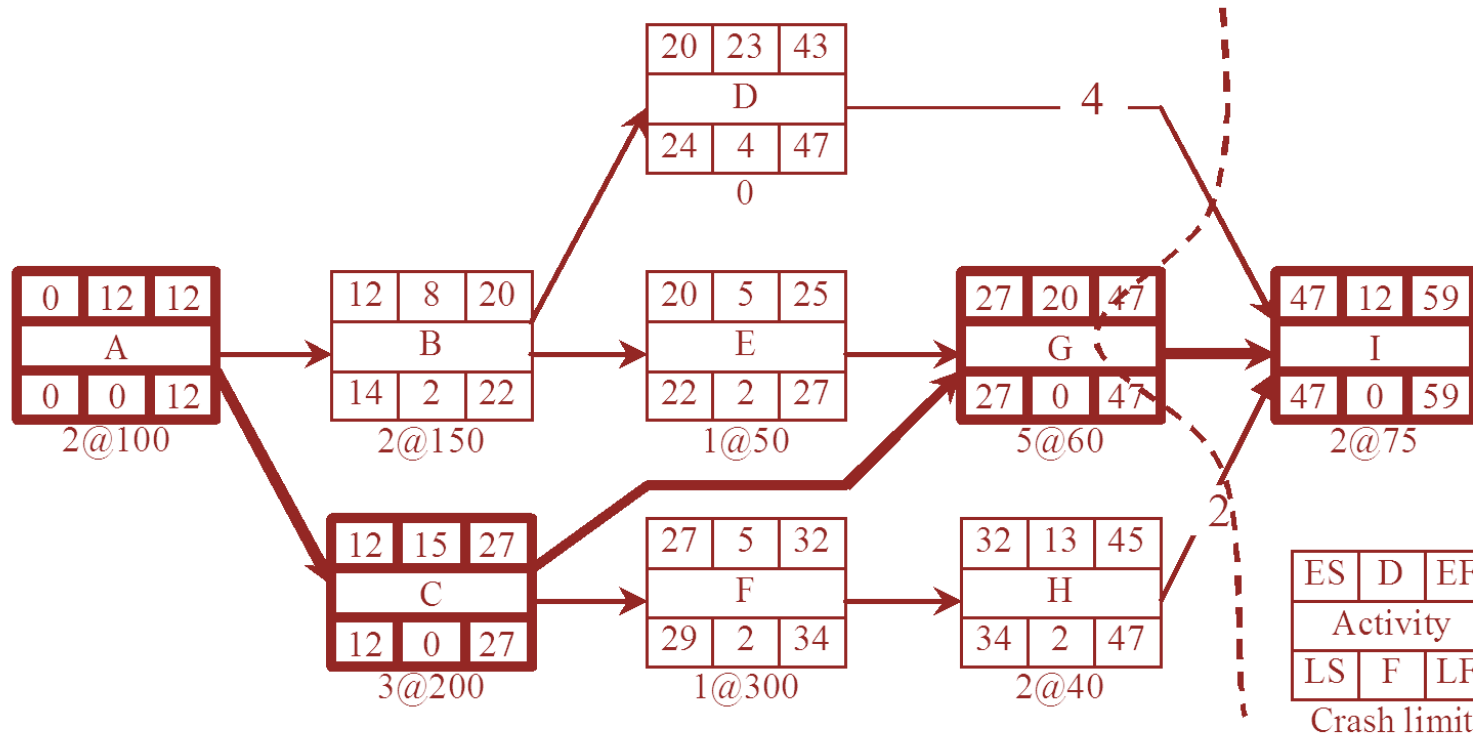 20 23 43
D
24 4 47
0
4
0 12 12
A
0 0 12
2@100
12 8 20
B
14 2 22
2@150
20 5 25
E
22 2 27
1@50
27 20 47
G
27 0 47
5@60
47 12 59
I
47 0 59
2@75
12 15 27
C
12 0 27
3@200
27 5 32
F
29 2 34
1@300
32 13 45
H
34 2 47
2@40
2
ES D EF
Activity
LS F LF
Crash limit